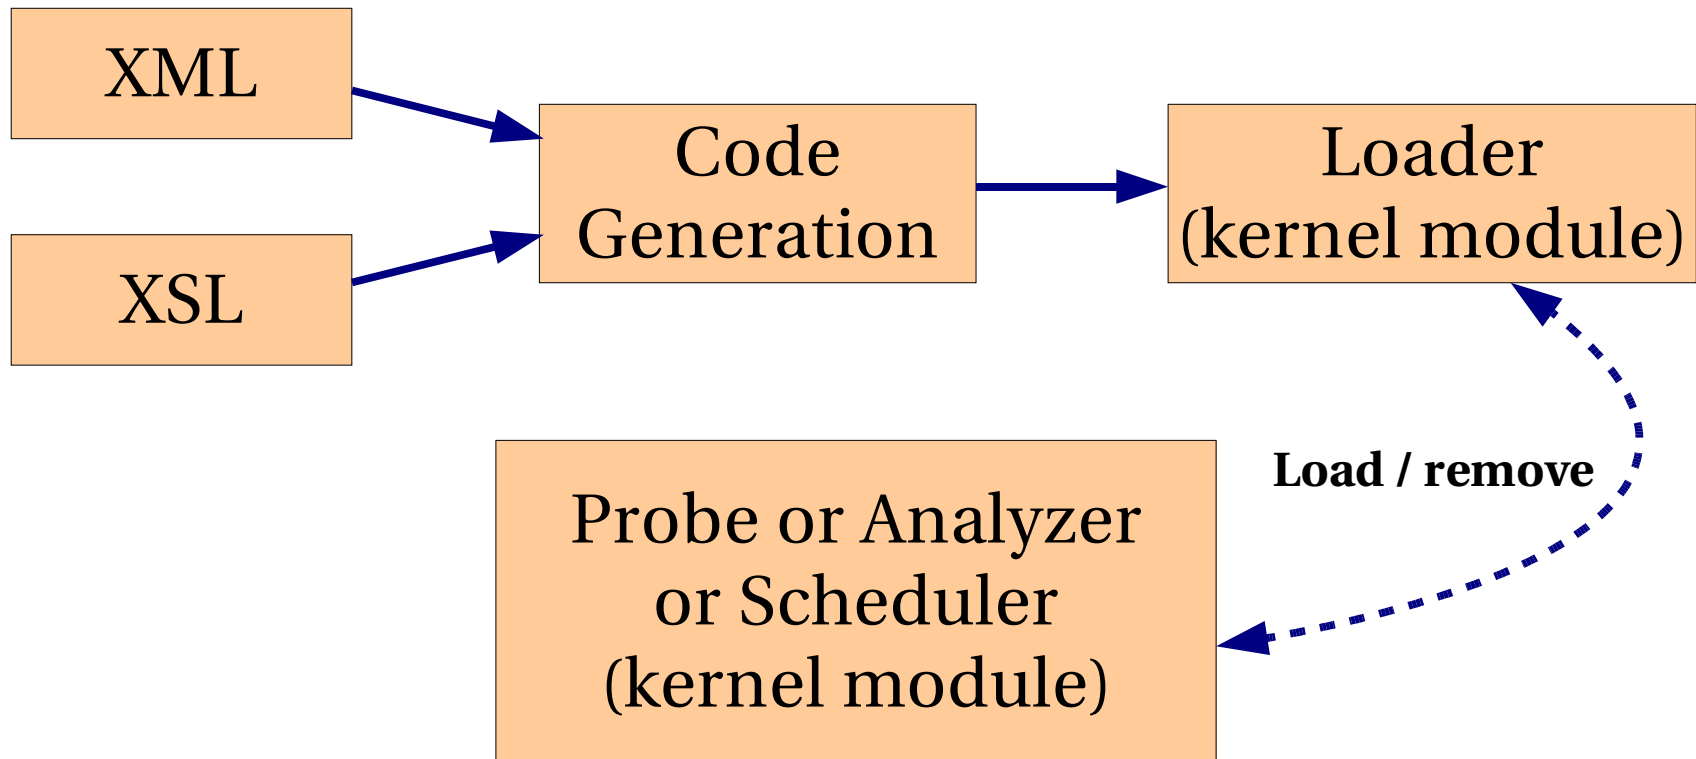 XML
XSL
Code
Generation
Loader
(kernel module)
Load / remove
Probe or Analyzer
or Scheduler
(kernel module)